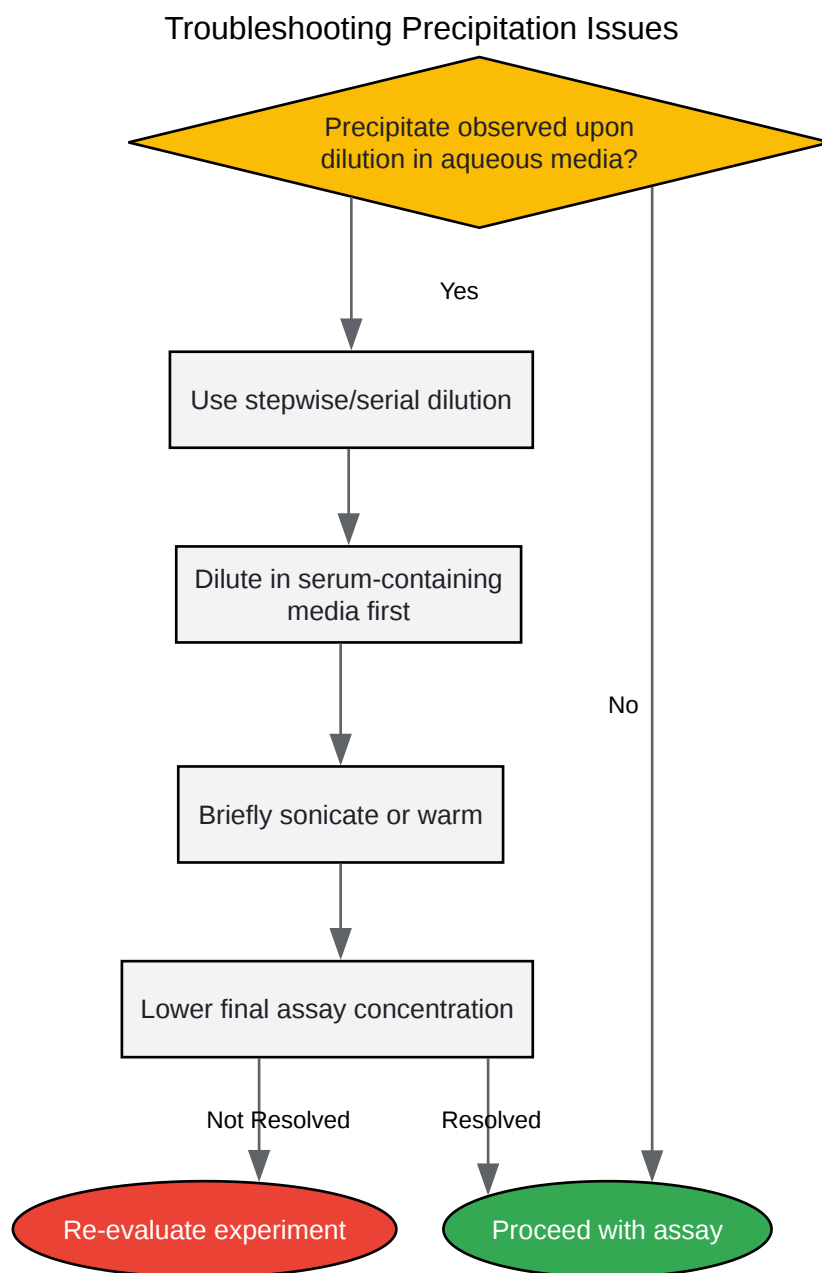 Troubleshooting Precipitation Issues
Precipitate observed upon
dilution in aqueous media?
Yes
Use stepwise/serial dilution
Dilute in serum-containing
media first
No
Briefly sonicate or warm
Lower final assay concentration
Not Resolved
Resolved
Re-evaluate experiment
Proceed with assay